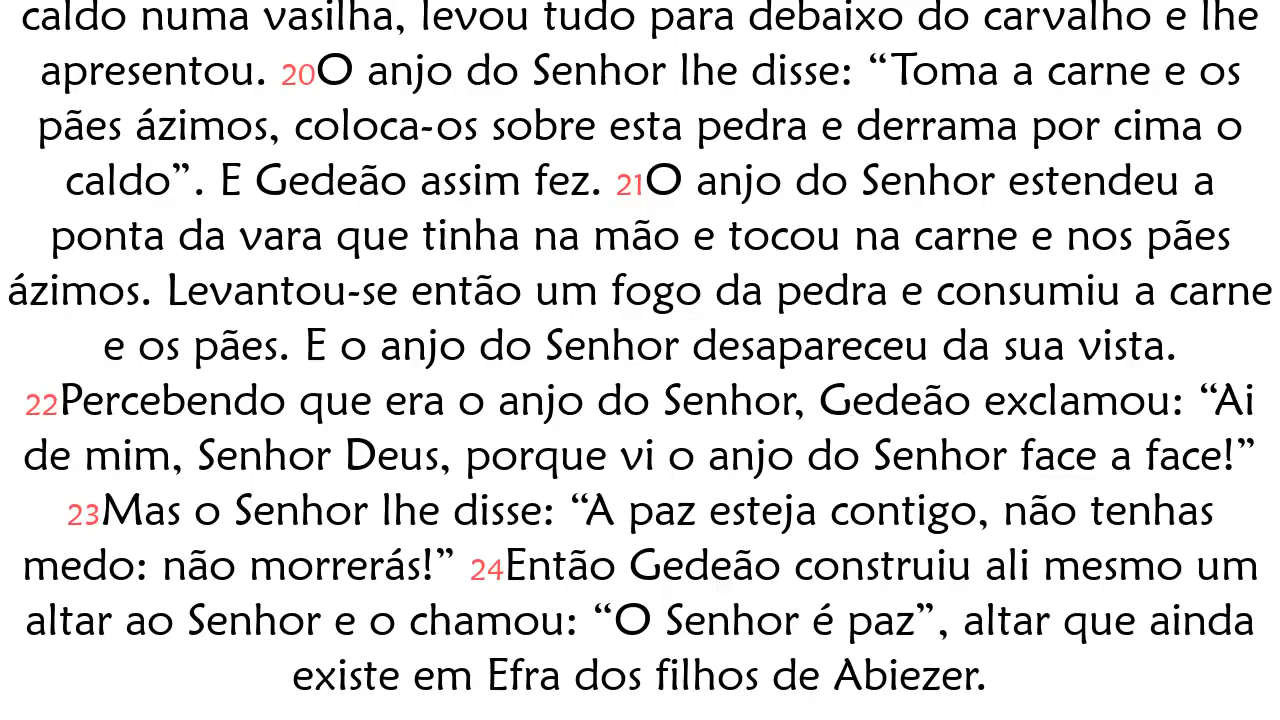 caldo numa vasilha, levou tudo para debaixo do carvalho e lhe
apresentou. 20O anjo do Senhor lhe disse: “Toma a carne e os
pães ázimos, coloca-os sobre esta pedra e derrama por cima o
caldo”. E Gedeão assim fez. 21O anjo do Senhor estendeu a
ponta da vara que tinha na mão e tocou na carne e nos pães
ázimos. Levantou-se então um fogo da pedra e consumiu a carne
e os pães. E o anjo do Senhor desapareceu da sua vista.
22Percebendo que era o anjo do Senhor, Gedeão exclamou: “Ai
de mim, Senhor Deus, porque vi o anjo do Senhor face a face!”
23Mas o Senhor lhe disse: “A paz esteja contigo, não tenhas
medo: não morrerás!” 24Então Gedeão construiu ali mesmo um
altar ao Senhor e o chamou: “O Senhor é paz”, altar que ainda
existe em Efra dos filhos de Abiezer.